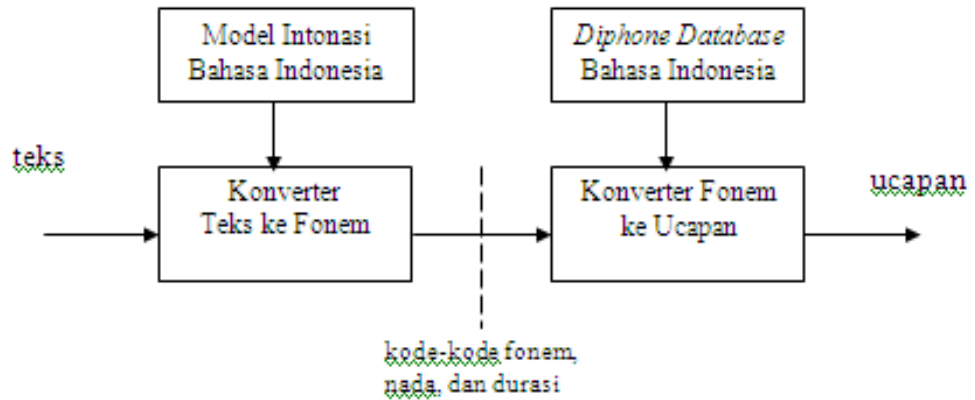 Model Intonasi
Bahasa Indonesia
Diphone Database
Bahasa Indonesia
teks
Konverter
Teks ke Fonem
Konverter Fonem
ke Ucapan
ucapan
kode-kode fonem,
nada, dan durasi